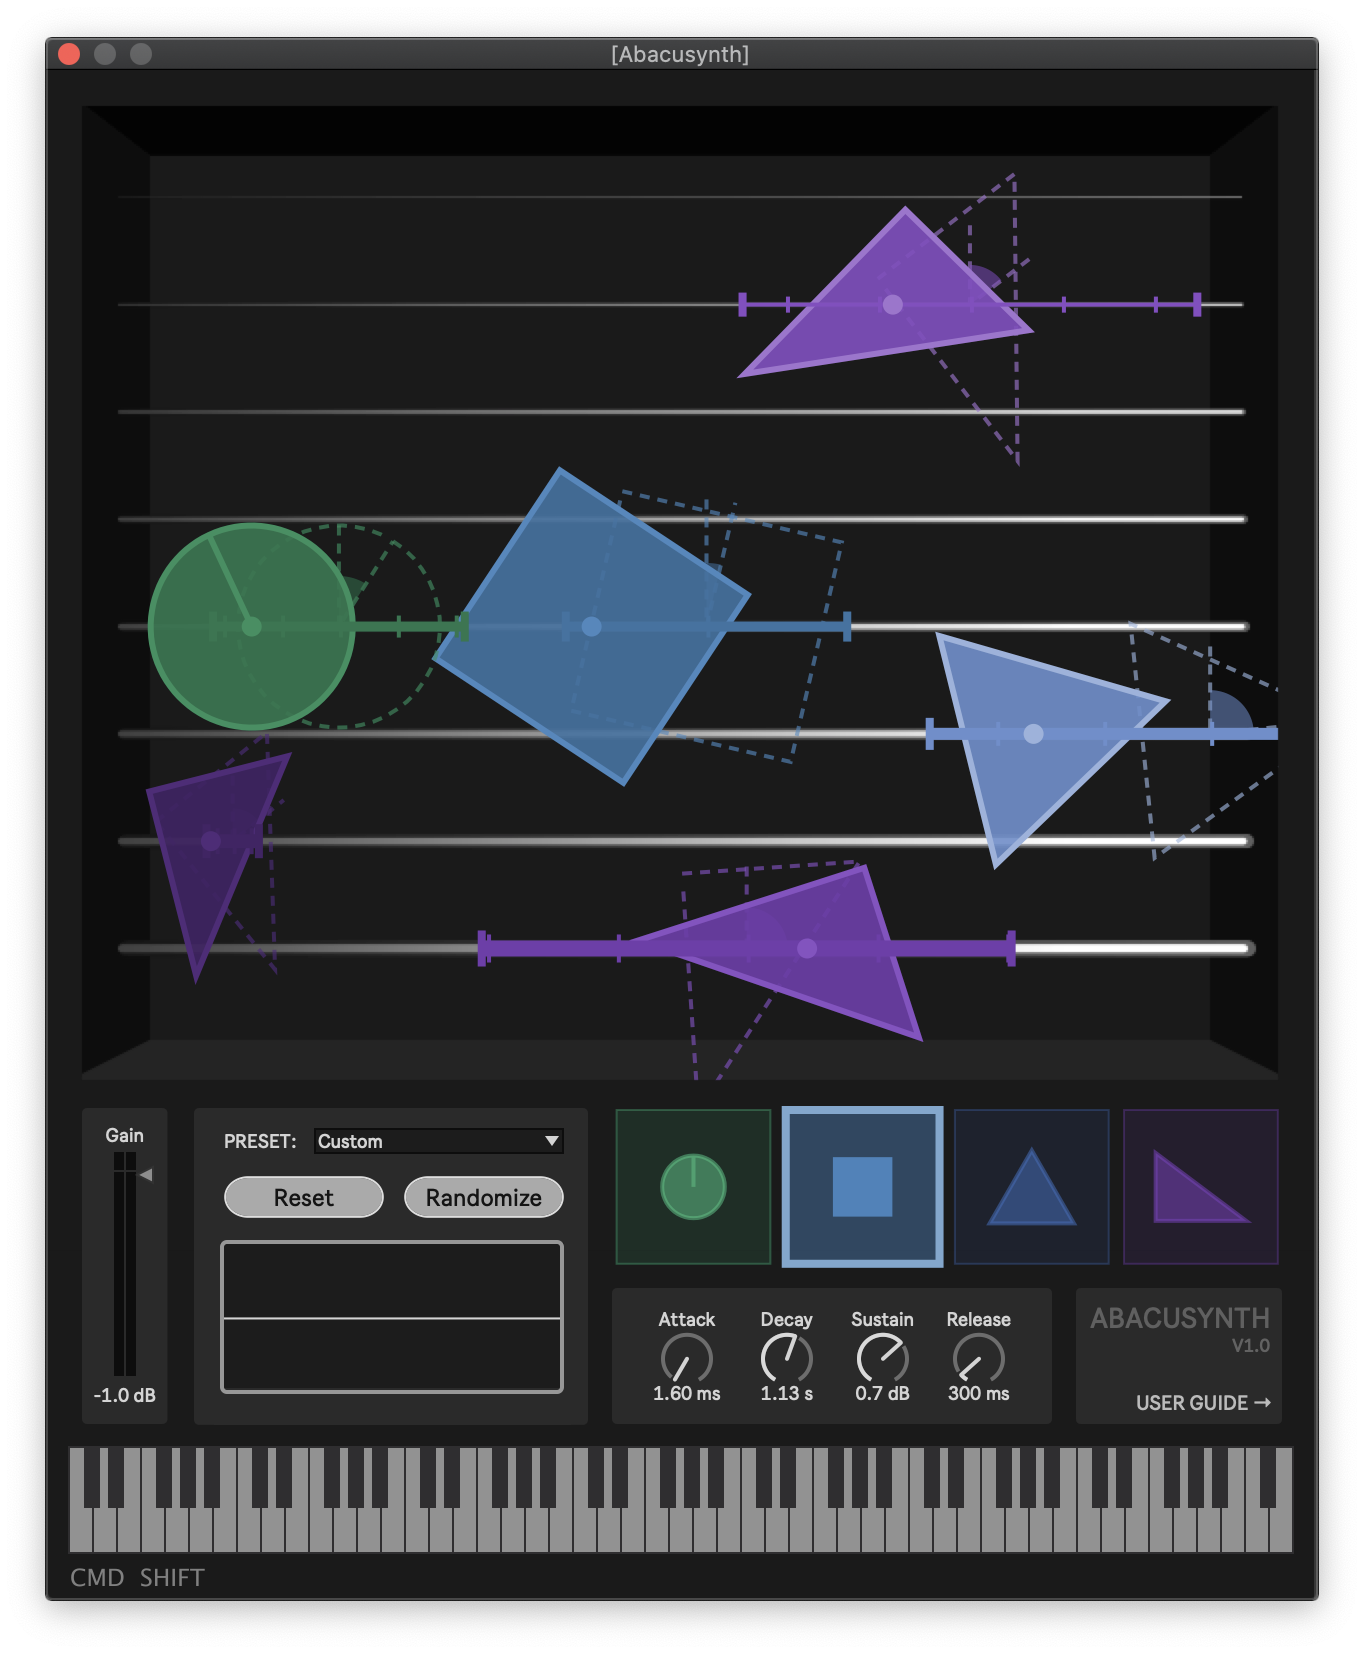 [Abacusynth]
Gain
-1.0 dB
PRESET: Custom
Reset Randomize
Attack Decay Sustain Release
1.60 ms 1.13 s 0.7 dB 300 ms
ABACUSYNTH
V1.0
USER GUIDE →
CMD SHIFT